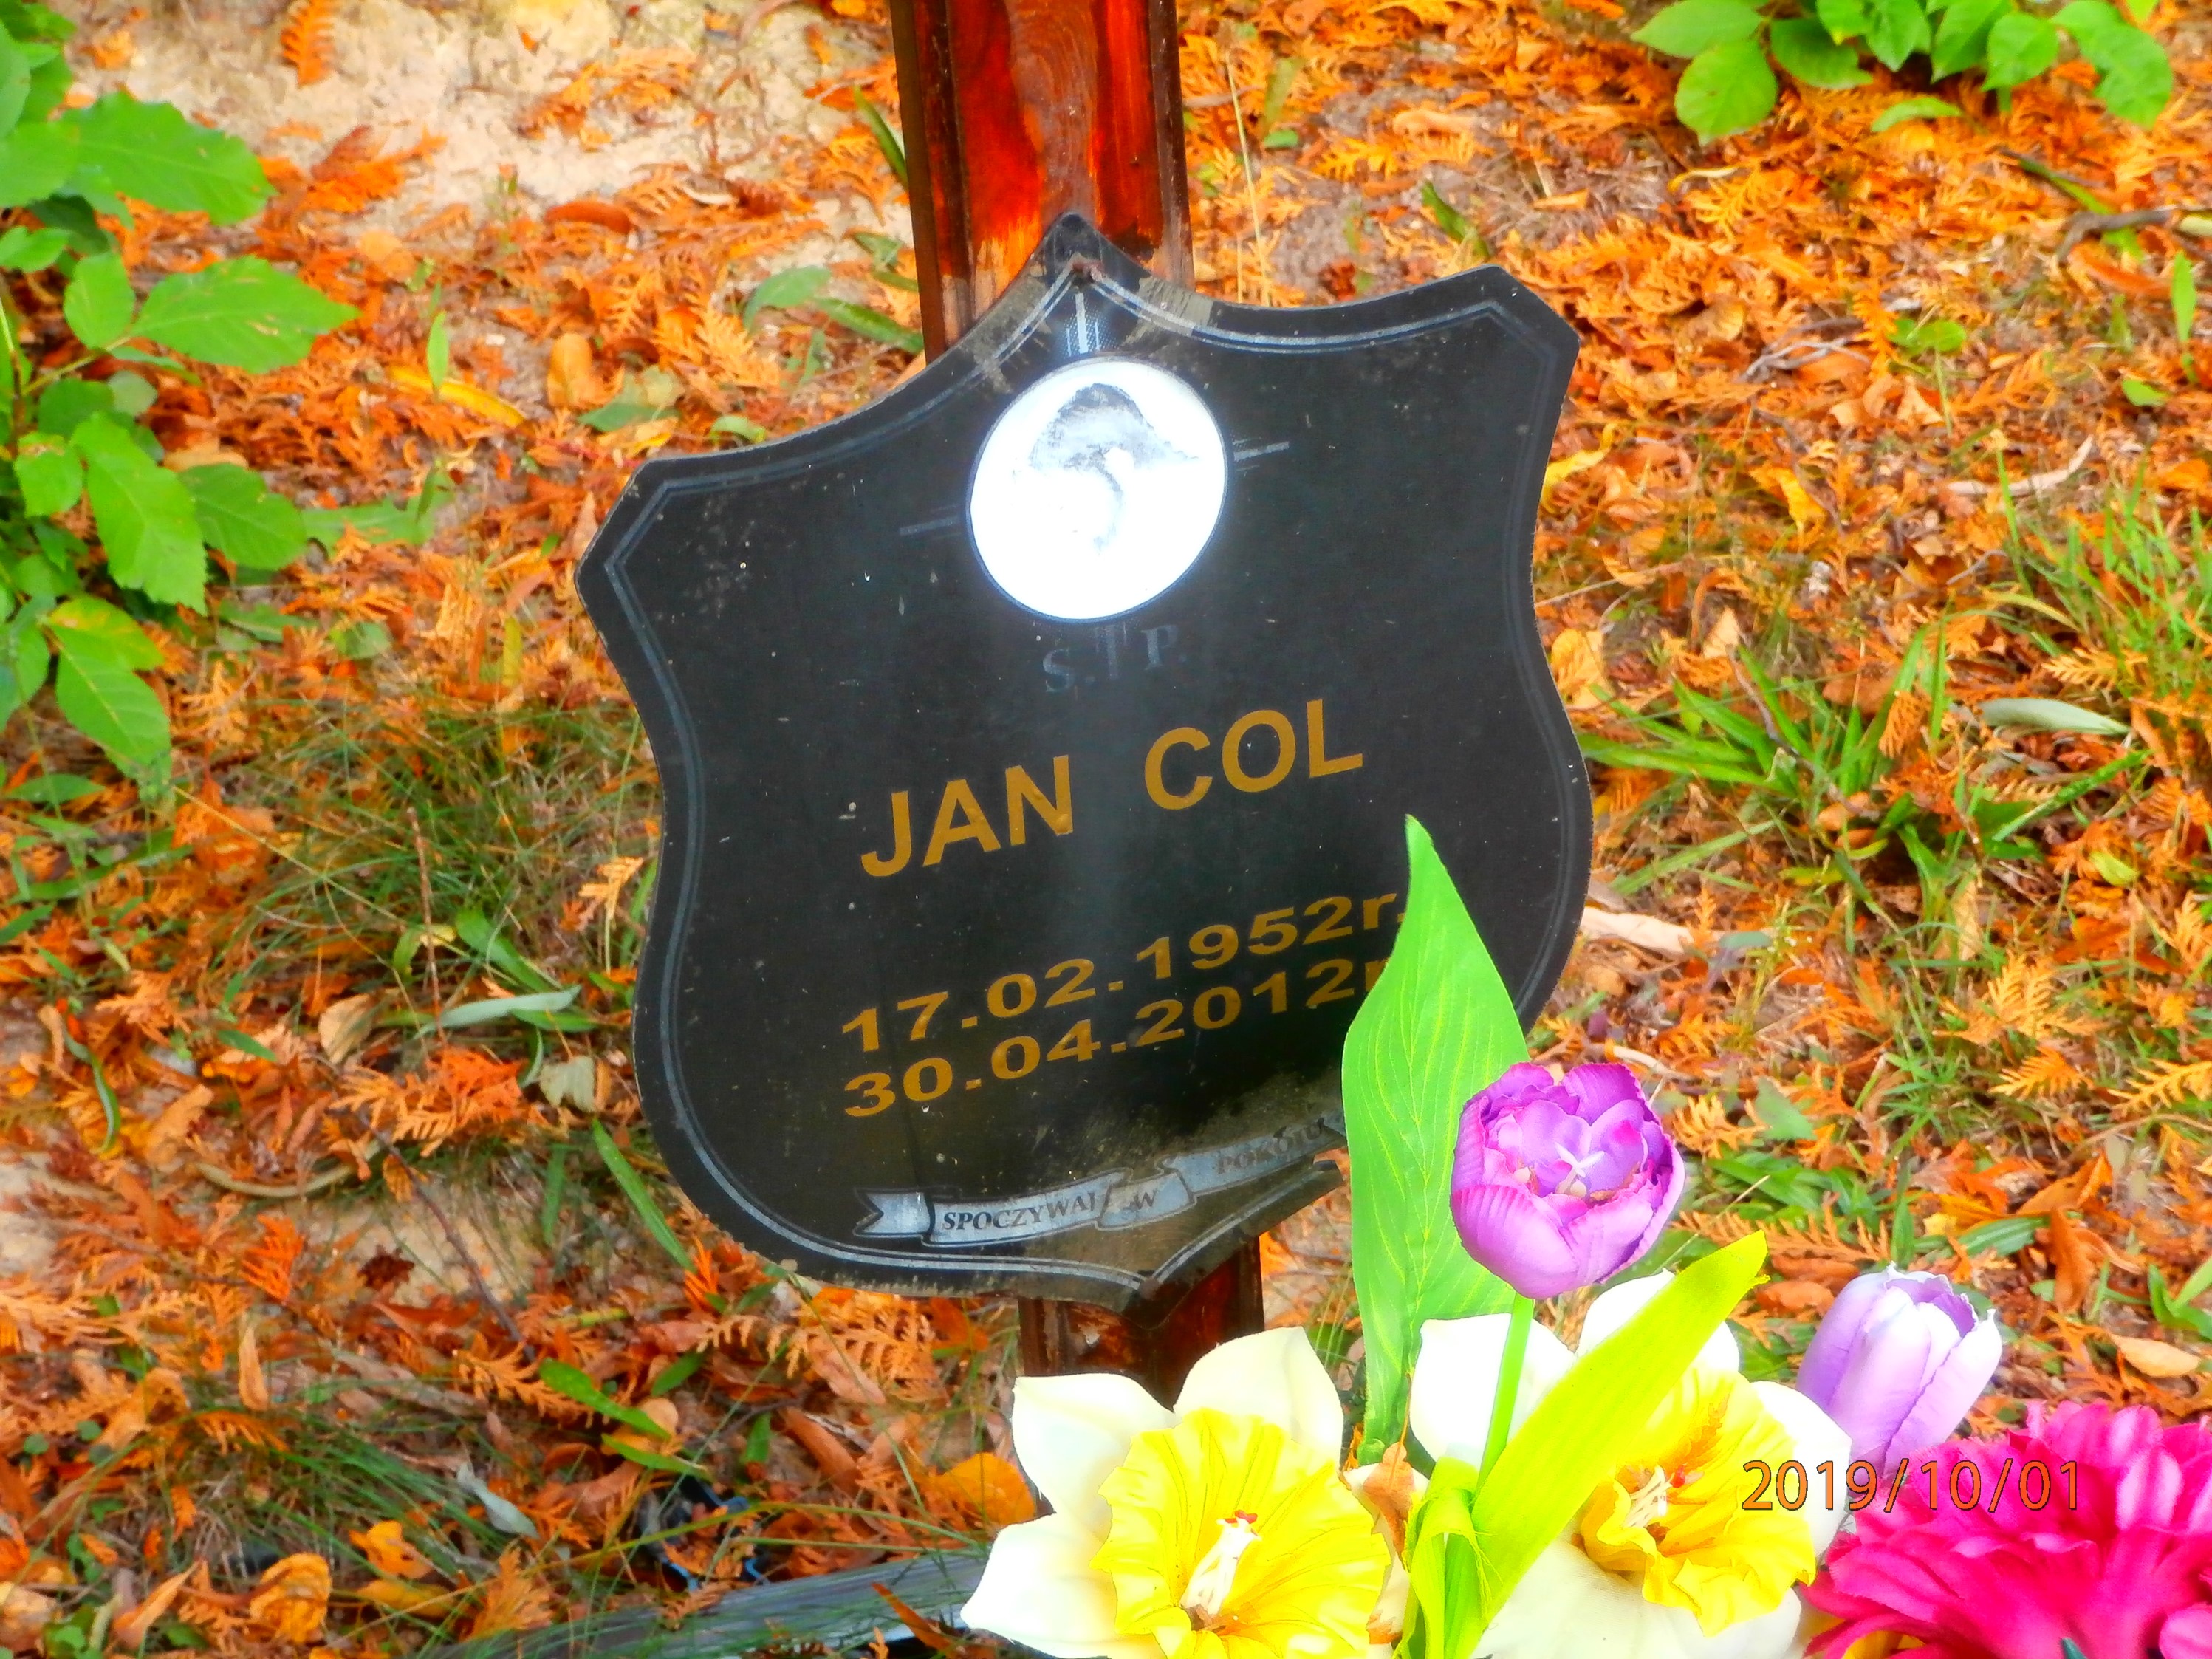 S. P.
JAN COL
17.02.1952r.
30.04.2012r
SPOCZYWAJ W POKOJU
2019/10/01